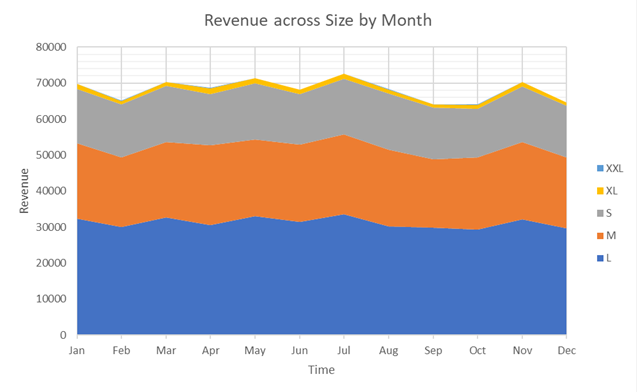 Revenue across Size by Month
80000
70000
60000
50000
40000
30000
20000
10000
0
Revenue
Jan Feb Mar Apr May Jun Jul Aug Sep Oct Nov Dec
Time
XXL
XL
S
M
L